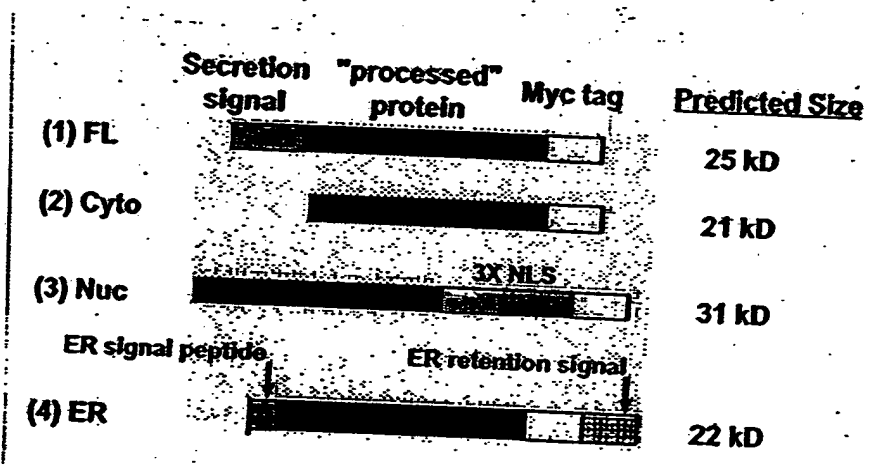 Secretion signal "processed" protein Myc tag Predicted Size
(1) FL 25 kD
(2) Cyto 21 kD
3X NLS
(3) Nuc 31 kD
ER signal peptide ER retention signal
(4) ER 22 kD